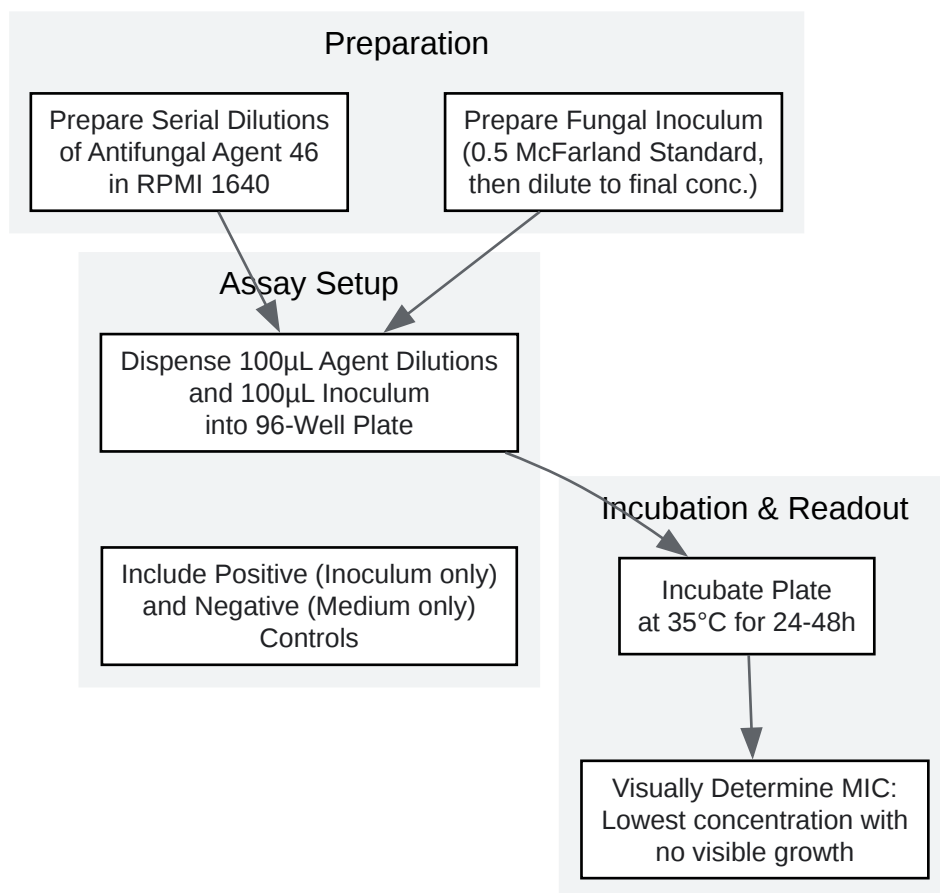 Preparation
Prepare Serial Dilutions
of Antifungal Agent 46
in RPMI 1640
Prepare Fungal Inoculum
(0.5 McFarland Standard,
then dilute to final conc.)
Assay Setup
Dispense 100µL Agent Dilutions
and 100µL Inoculum
into 96-Well Plate
Include Positive (Inoculum only)
and Negative (Medium only)
Controls
Incubation & Readout
Incubate Plate
at 35°C for 24-48h
Visually Determine MIC:
Lowest concentration with
no visible growth